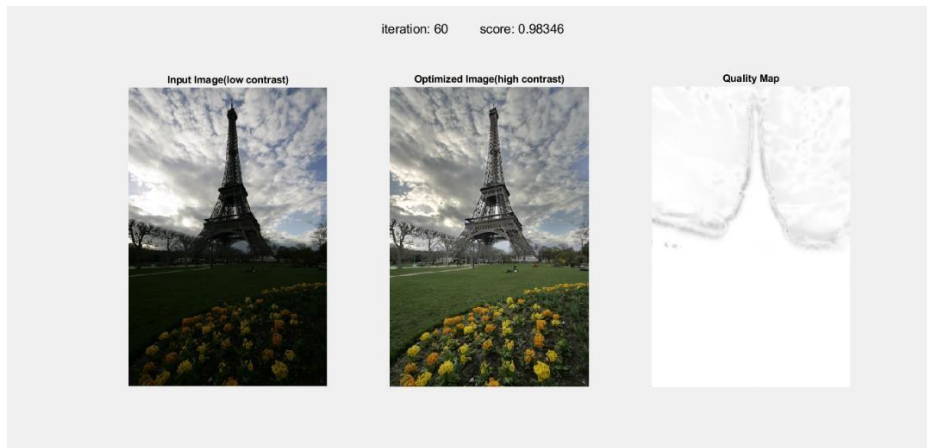 iteration: 60 score: 0.98346
Input Image(low contrast)
Optimized Image(high contrast)
Quality Map